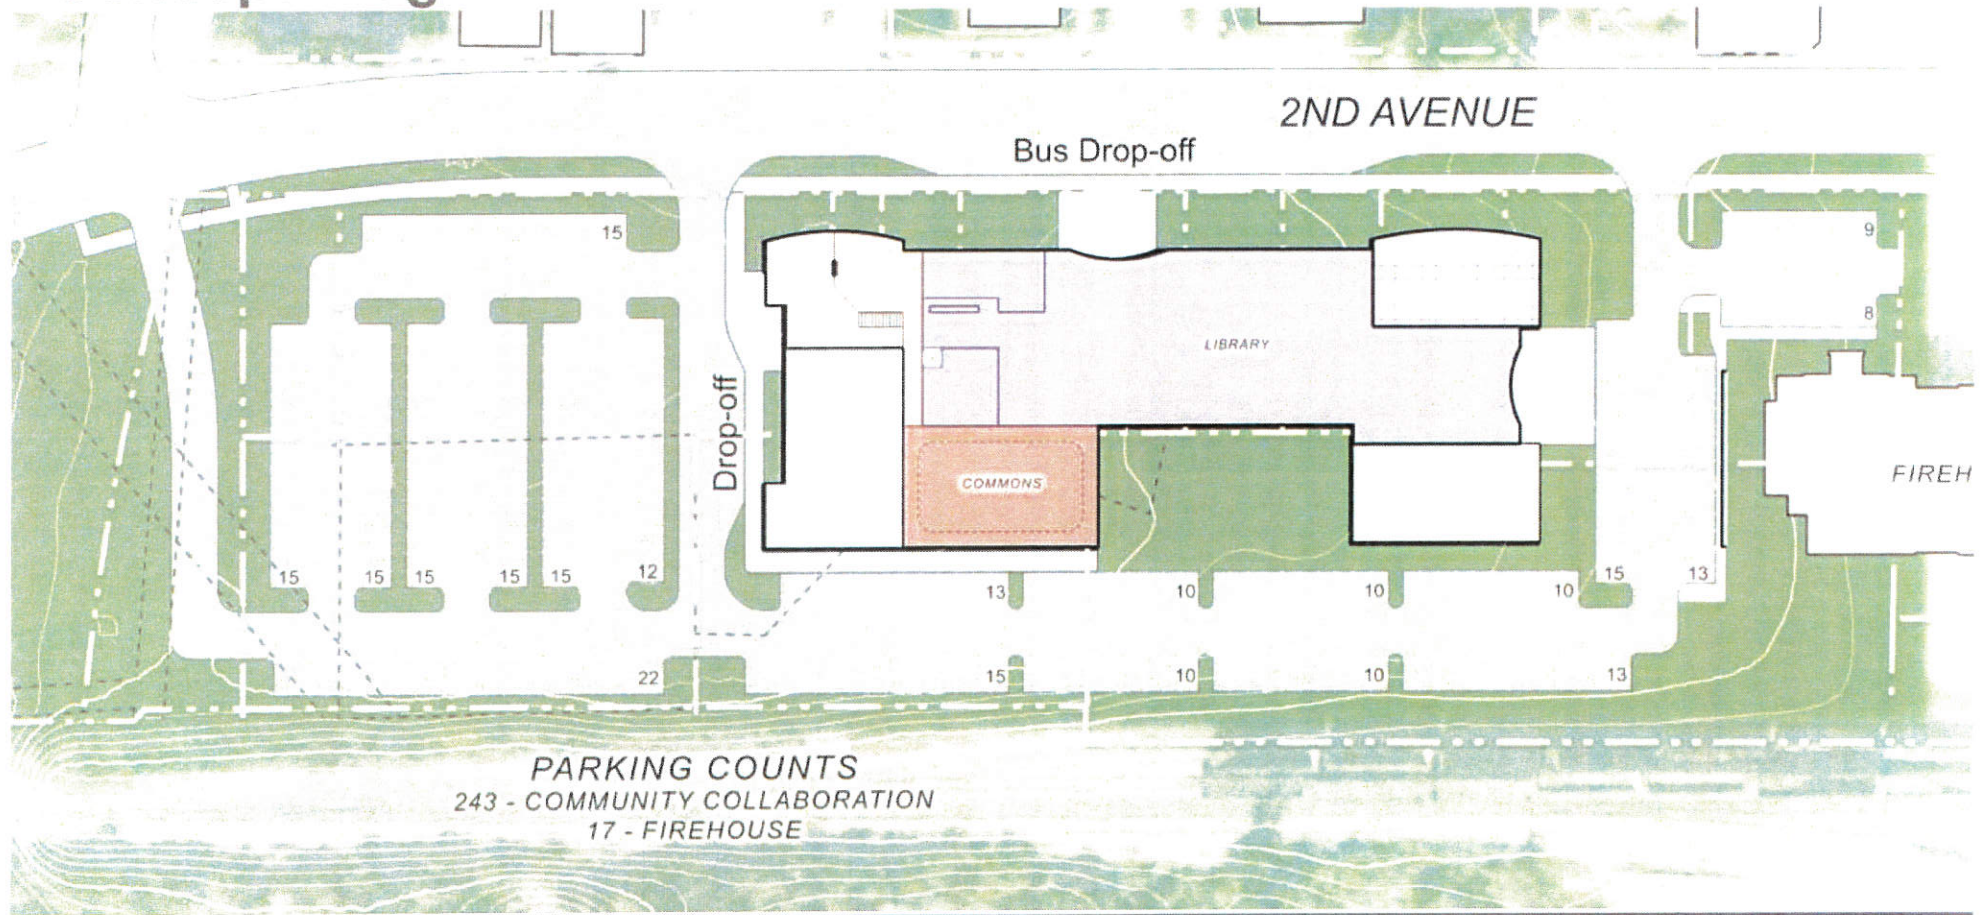 2ND AVENUE
Bus Drop-off
15
9
8
LIBRARY
Drop-off
COMMONS
FIREH
15
15
15
15
15
12
13
10
10
10
15
13
22
15
10
10
13
PARKING COUNTS
243 - COMMUNITY COLLABORATION
17 - FIREHOUSE